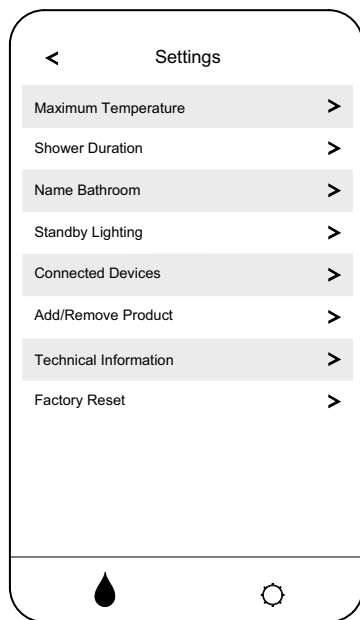 < Settings
Maximum Temperature >
Shower Duration >
Name Bathroom >
Standby Lighting >
Connected Devices >
Add/Remove Product >
Technical Information >
Factory Reset >